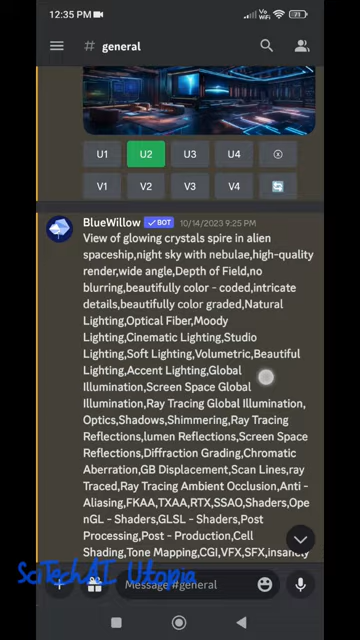 12:35 PM
Vo WiFi 29
# general
U1 U2 U3 U4
V1 V2 V3 V4
BlueWillow ✓ BOT 10/14/2023 9:25 PM
View of glowing crystals spire in alien
spaceship,night sky with nebulae,high-quality
render,wide angle,Depth of Field,no
blurring,beautifully color - coded,intricate
details,beautifully color graded,Natural
Lighting,Optical Fiber,Moody
Lighting,Cinematic Lighting,Studio
Lighting,Soft Lighting,Volumetric,Beautiful
Lighting,Accent Lighting,Global
Illumination,Screen Space Global
Illumination,Ray Tracing Global Illumination,
Optics,Shadows,Shimmering,Ray Tracing
Reflections,lumen Reflections,Screen Space
Reflections,Diffraction Grading,Chromatic
Aberration,GB Displacement,Scan Lines,ray
Traced,Ray Tracing Ambient Occlusion,Anti -
Aliasing,FKAA,TXAA,RTX,SSAO,Shaders,Ope
nGL - Shaders,GLSL - Shaders,Post
Processing,Post - Production,Cell
Shading,Tone Mapping,CGI,VFX,SFX,insanely
SciTechAI Utopia
Message #general